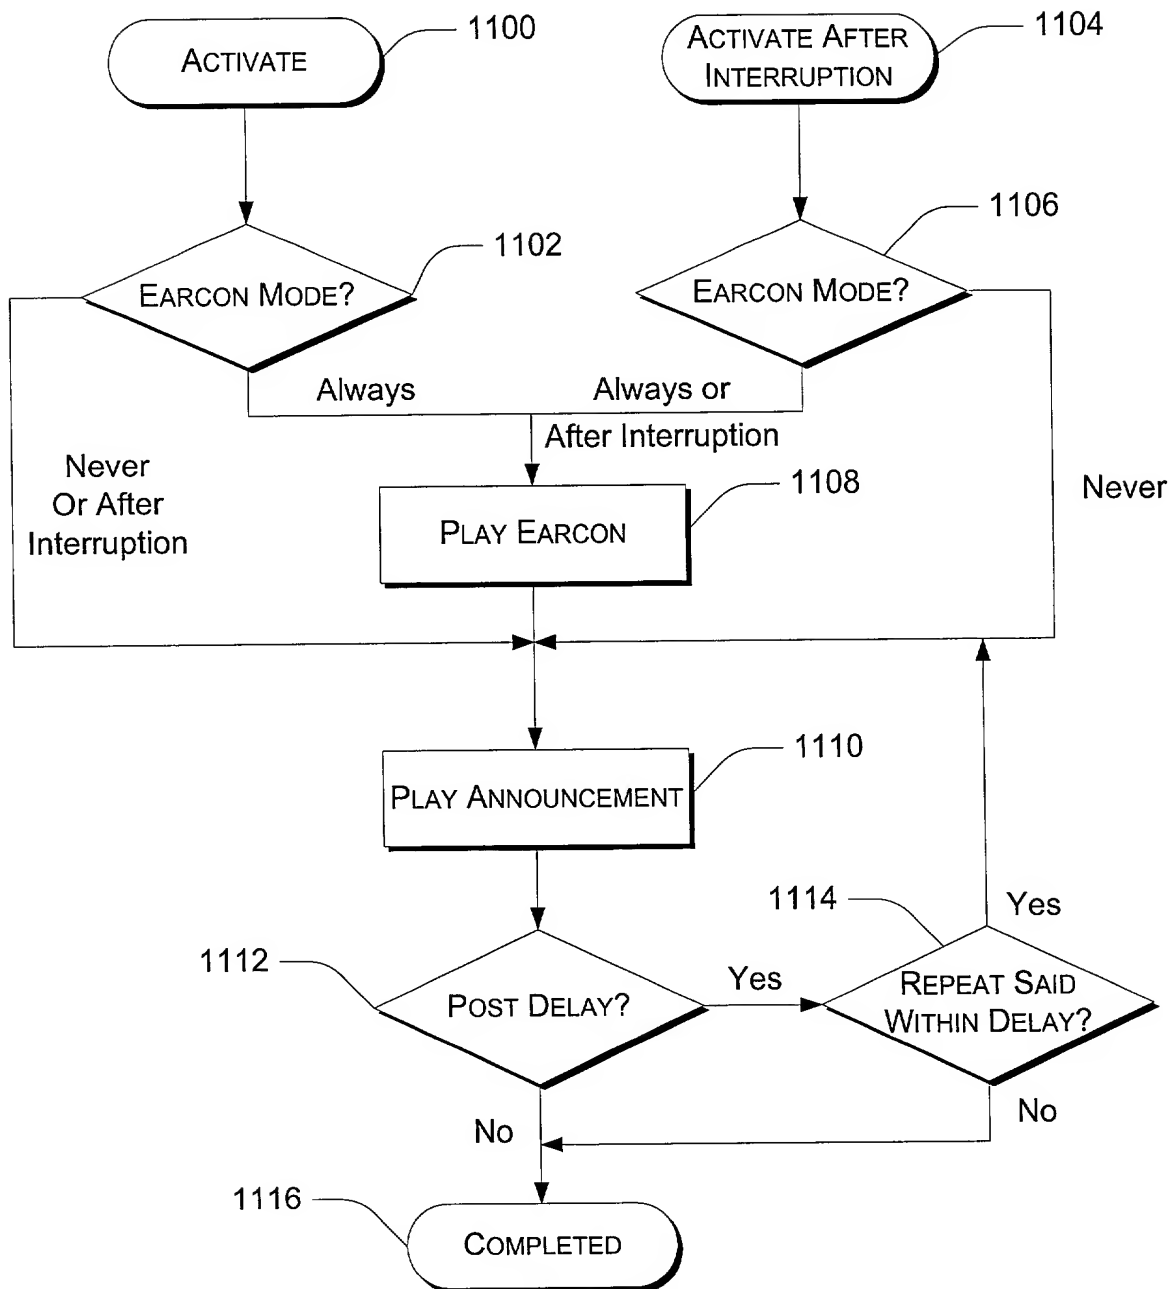 ACTIVATE
1100
ACTIVATE AFTER
INTERRUPTION
1104
EARCON MODE?
1102
EARCON MODE?
1106
Always
Always or
After Interruption
Never
Or After
Interruption
Never
PLAY EARCON
1108
PLAY ANNOUNCEMENT
1110
POST DELAY?
1112
Yes
REPEAT SAID
WITHIN DELAY?
1114
Yes
No
No
COMPLETED
1116